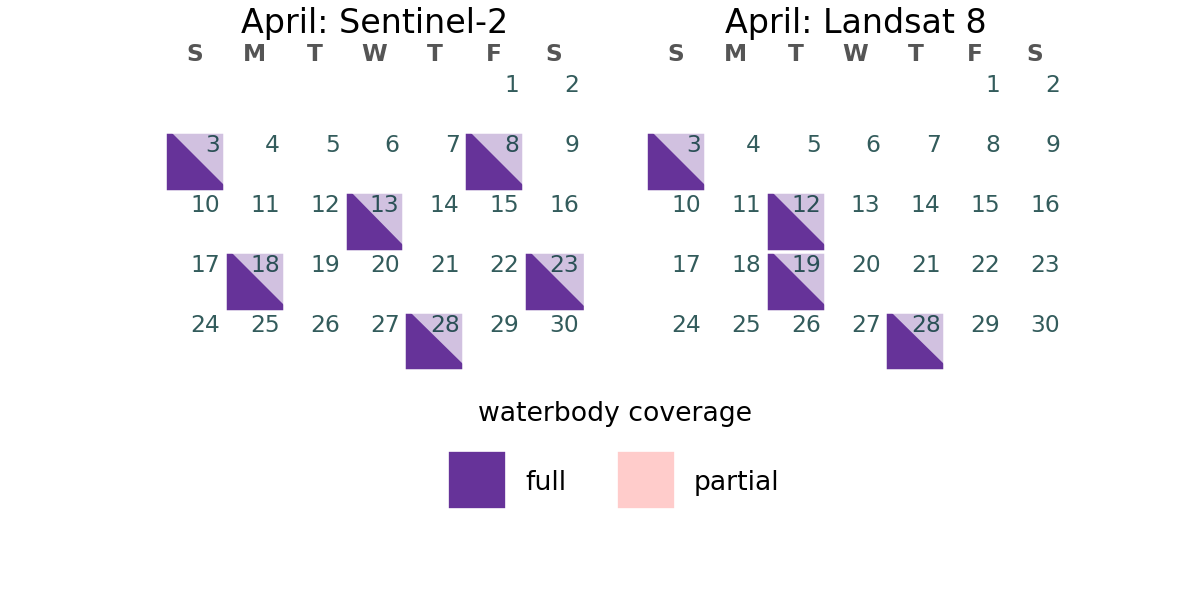 April: Sentinel-2
S M T W T F S
1 2
3 4 5 6 7 8 9
10 11 12 13 14 15 16
17 18 19 20 21 22 23
24 25 26 27 28 29 30
April: Landsat 8
S M T W T F S
1 2
3 4 5 6 7 8 9
10 11 12 13 14 15 16
17 18 19 20 21 22 23
24 25 26 27 28 29 30
waterbody coverage
full
partial